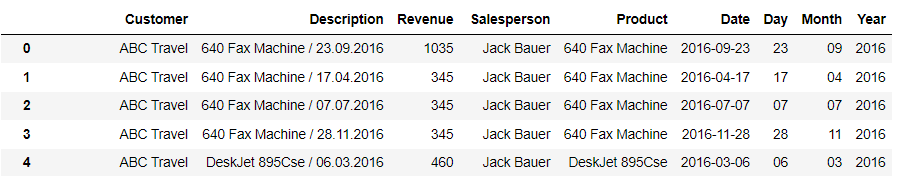 Customer Description Revenue Salesperson Product Date Day Month Year
0 ABC Travel 640 Fax Machine / 23.09.2016 1035 Jack Bauer 640 Fax Machine 2016-09-23 23 09 2016
1 ABC Travel 640 Fax Machine / 17.04.2016 345 Jack Bauer 640 Fax Machine 2016-04-17 17 04 2016
2 ABC Travel 640 Fax Machine / 07.07.2016 345 Jack Bauer 640 Fax Machine 2016-07-07 07 07 2016
3 ABC Travel 640 Fax Machine / 28.11.2016 345 Jack Bauer 640 Fax Machine 2016-11-28 28 11 2016
4 ABC Travel DeskJet 895Cse / 06.03.2016 460 Jack Bauer DeskJet 895Cse 2016-03-06 06 03 2016